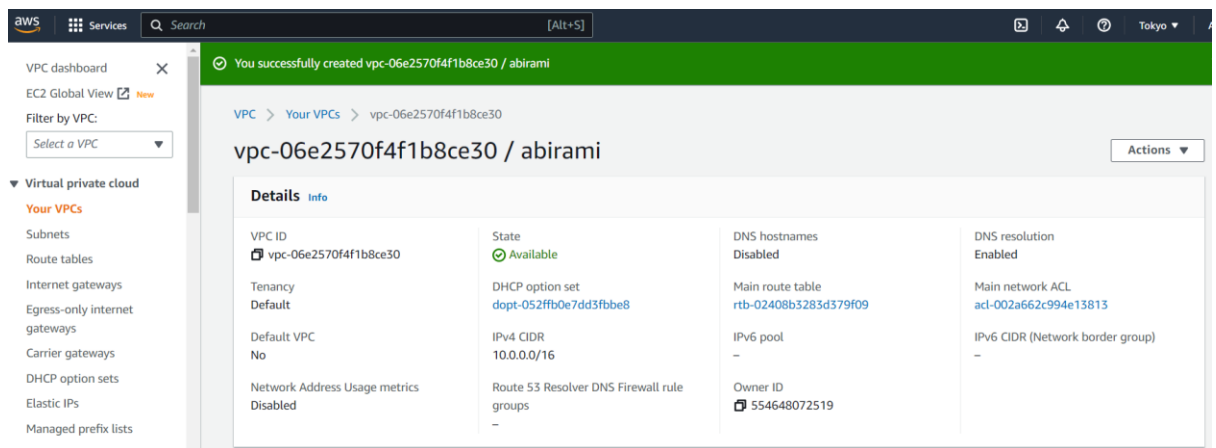 aws
Services
Search
[Alt+S]
Tokyo
VPC dashboard
EC2 Global View
New
Filter by VPC:
Select a VPC
Virtual private cloud
Your VPCs
Subnets
Route tables
Internet gateways
Egress-only internet
gateways
Carrier gateways
DHCP option sets
Elastic IPs
Managed prefix lists
You successfully created vpc-06e2570f4f1b8ce30 / abirami
VPC > Your VPCs > vpc-06e2570f4f1b8ce30
vpc-06e2570f4f1b8ce30 / abirami
Actions
Details Info
VPC ID
vpc-06e2570f4f1b8ce30
State
Available
DNS hostnames
Disabled
DNS resolution
Enabled
Tenancy
Default
DHCP option set
dopt-052ffb0e7dd3fbbe8
Main route table
rtb-02408b3283d379f09
Main network ACL
acl-002a662c994e13813
Default VPC
No
IPv4 CIDR
10.0.0.0/16
IPv6 pool
–
IPv6 CIDR (Network border group)
–
Network Address Usage metrics
Disabled
Route 53 Resolver DNS Firewall rule
groups
–
Owner ID
554648072519